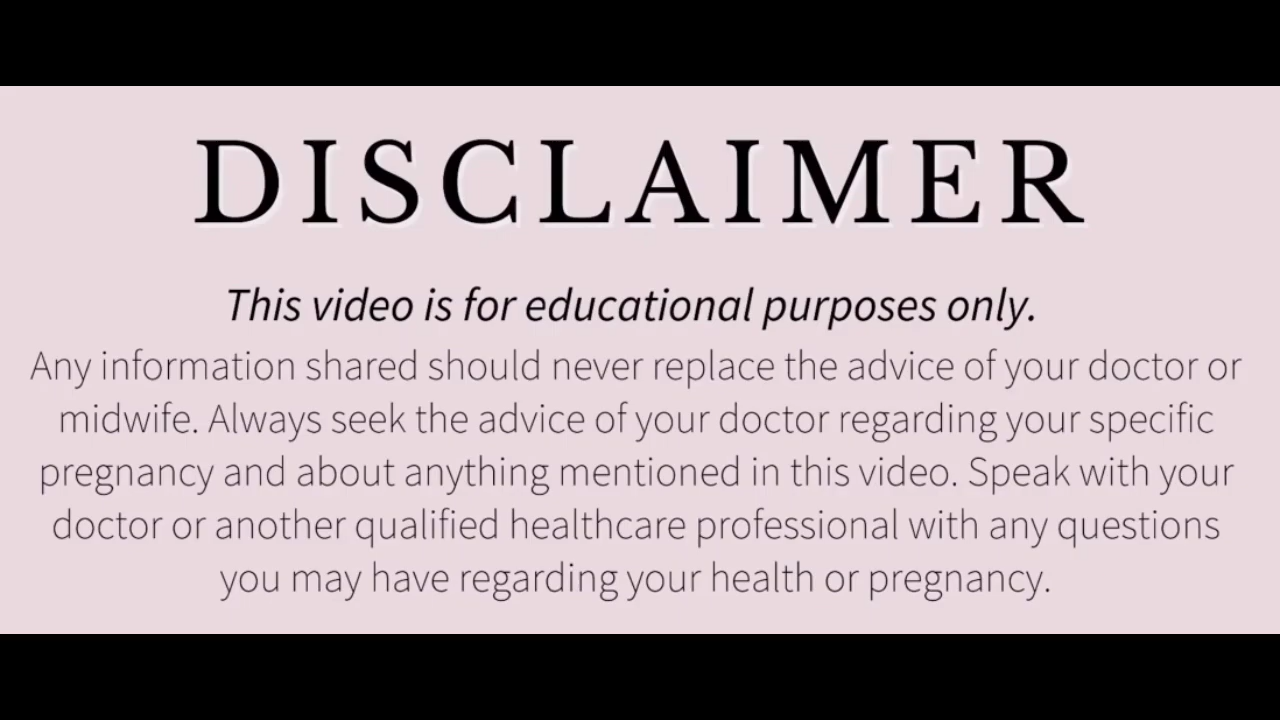 DISCLAIMER
This video is for educational purposes only.
Any information shared should never replace the advice of your doctor or
midwife. Always seek the advice of your doctor regarding your specific
pregnancy and about anything mentioned in this video. Speak with your
doctor or another qualified healthcare professional with any questions
you may have regarding your health or pregnancy.